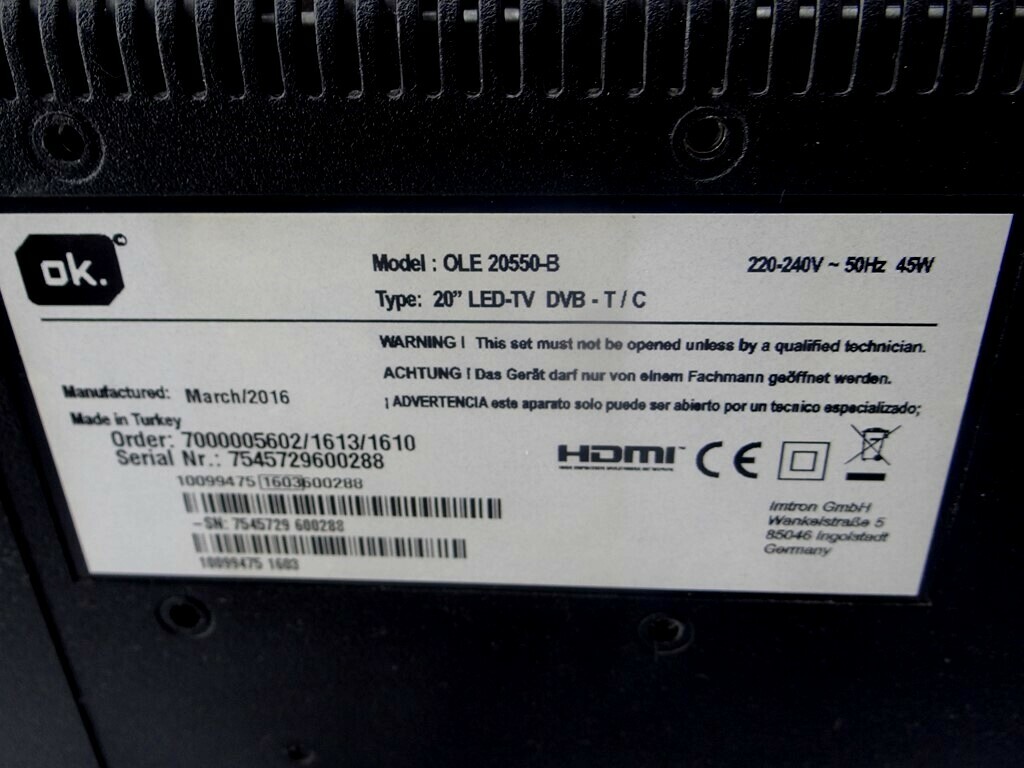 ok.©
Model : OLE 20550-B
220-240V ~ 50Hz 45W
Type: 20" LED-TV DVB - T / C
WARNING ! This set must not be opened unless by a qualified technician.
ACHTUNG ! Das Gerät darf nur von einem Fachmann geöffnet werden.
¡ ADVERTENCIA este aparato solo puede ser abierto por un tecnico especializado;
Manufactured: March/2016
Made in Turkey
Order: 7000005602/1613/1610
Serial Nr.: 7545729600288
10099475 1603 600288
-SN: 7545729 600288
10099475 1603
HDMI™
CE
Imtron GmbH
Wankelstraße 5
85046 Ingolstadt
Germany